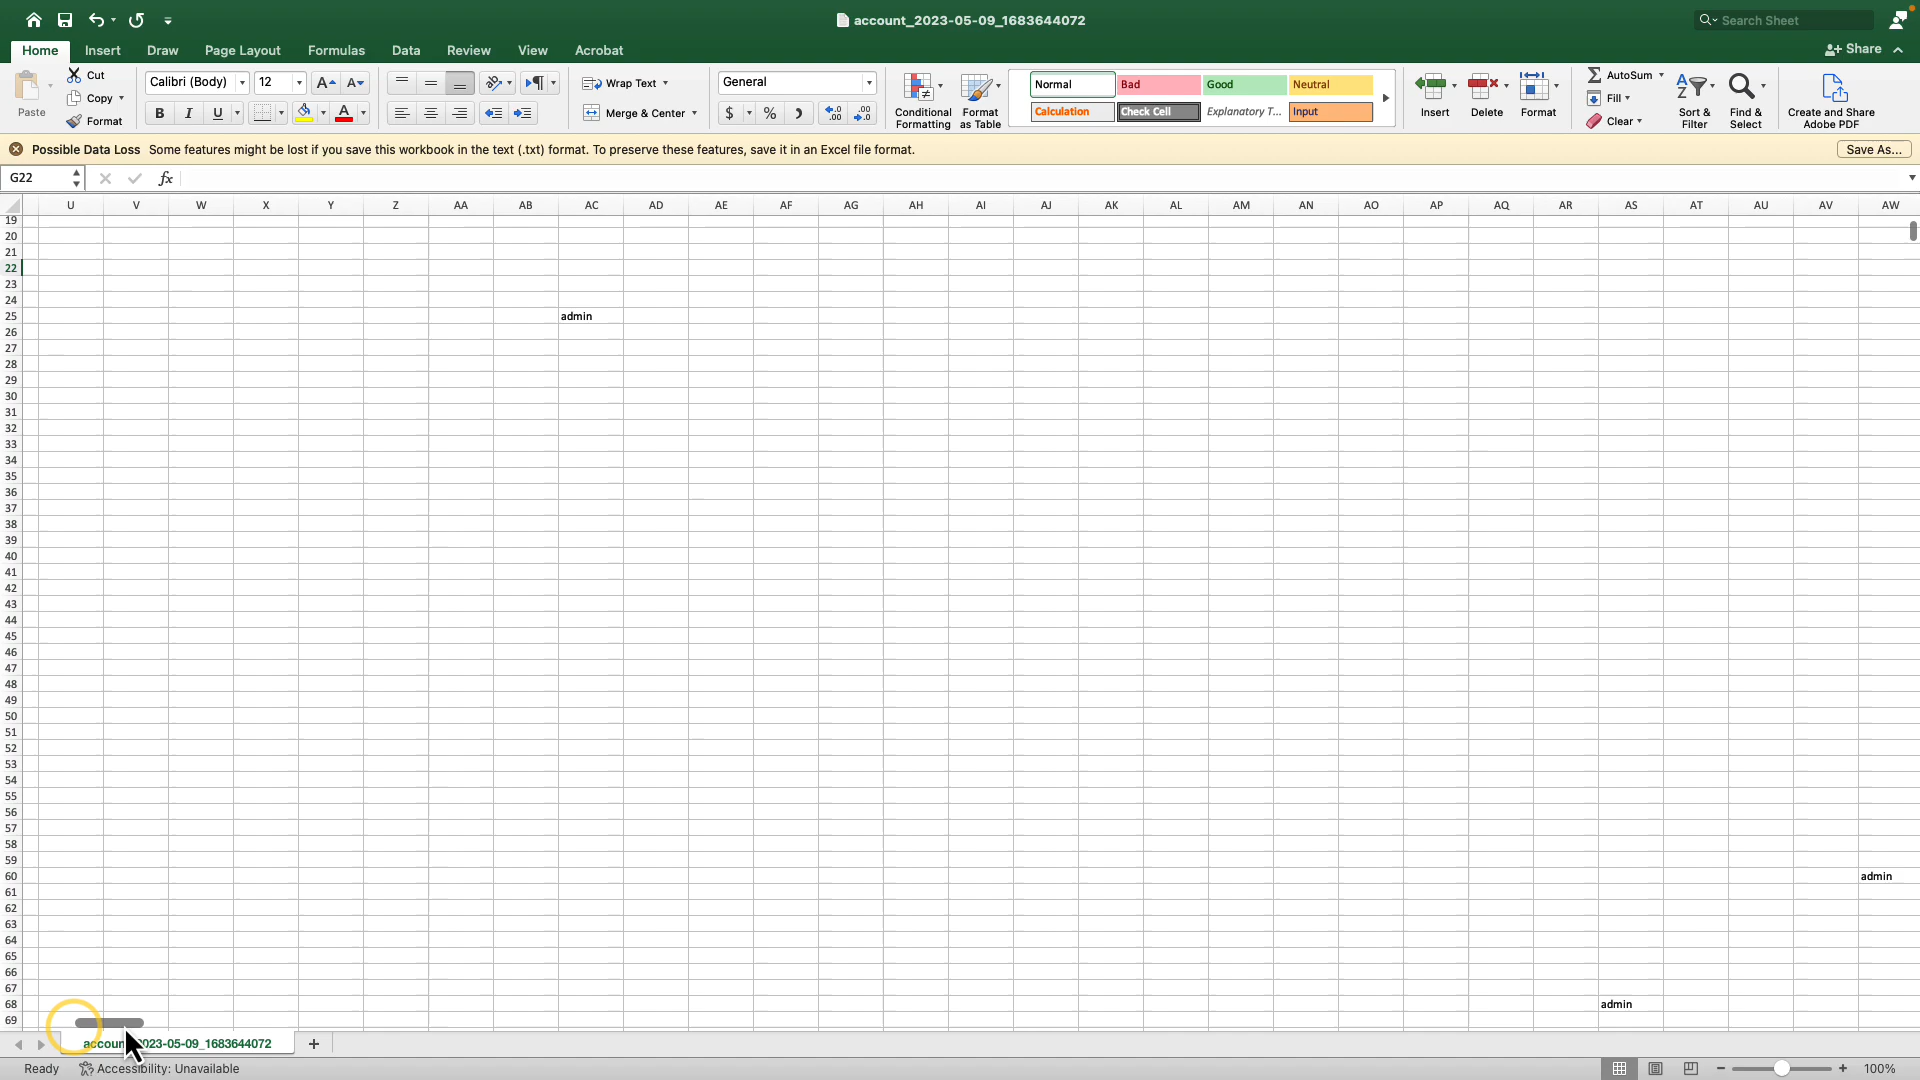 account_2023-05-09_1683644072
Search Sheet
Home Insert Draw Page Layout Formulas Data Review View Acrobat
Share
Paste
Cut
Copy
Format
Calibri (Body) 12
B I U
Wrap Text
Merge & Center
General
$ % )
Conditional Formatting
Format as Table
Normal Bad Good Neutral
Calculation Check Cell Explanatory T... Input
Insert Delete Format
AutoSum
Fill
Clear
Sort & Filter
Find & Select
Create and Share Adobe PDF
Possible Data Loss Some features might be lost if you save this workbook in the text (.txt) format. To preserve these features, save it in an Excel file format.
Save As...
G22
fx
U V W X Y Z AA AB AC AD AE AF AG AH AI AJ AK AL AM AN AO AP AQ AR AS AT AU AV AW
19
20
21
22
23
24
25 admin
26
27
28
29
30
31
32
33
34
35
36
37
38
39
40
41
42
43
44
45
46
47
48
49
50
51
52
53
54
55
56
57
58
59
60 admin
61
62
63
64
65
66
67
68 admin
69
023-05-09_1683644072
Ready Accessibility: Unavailable
100%